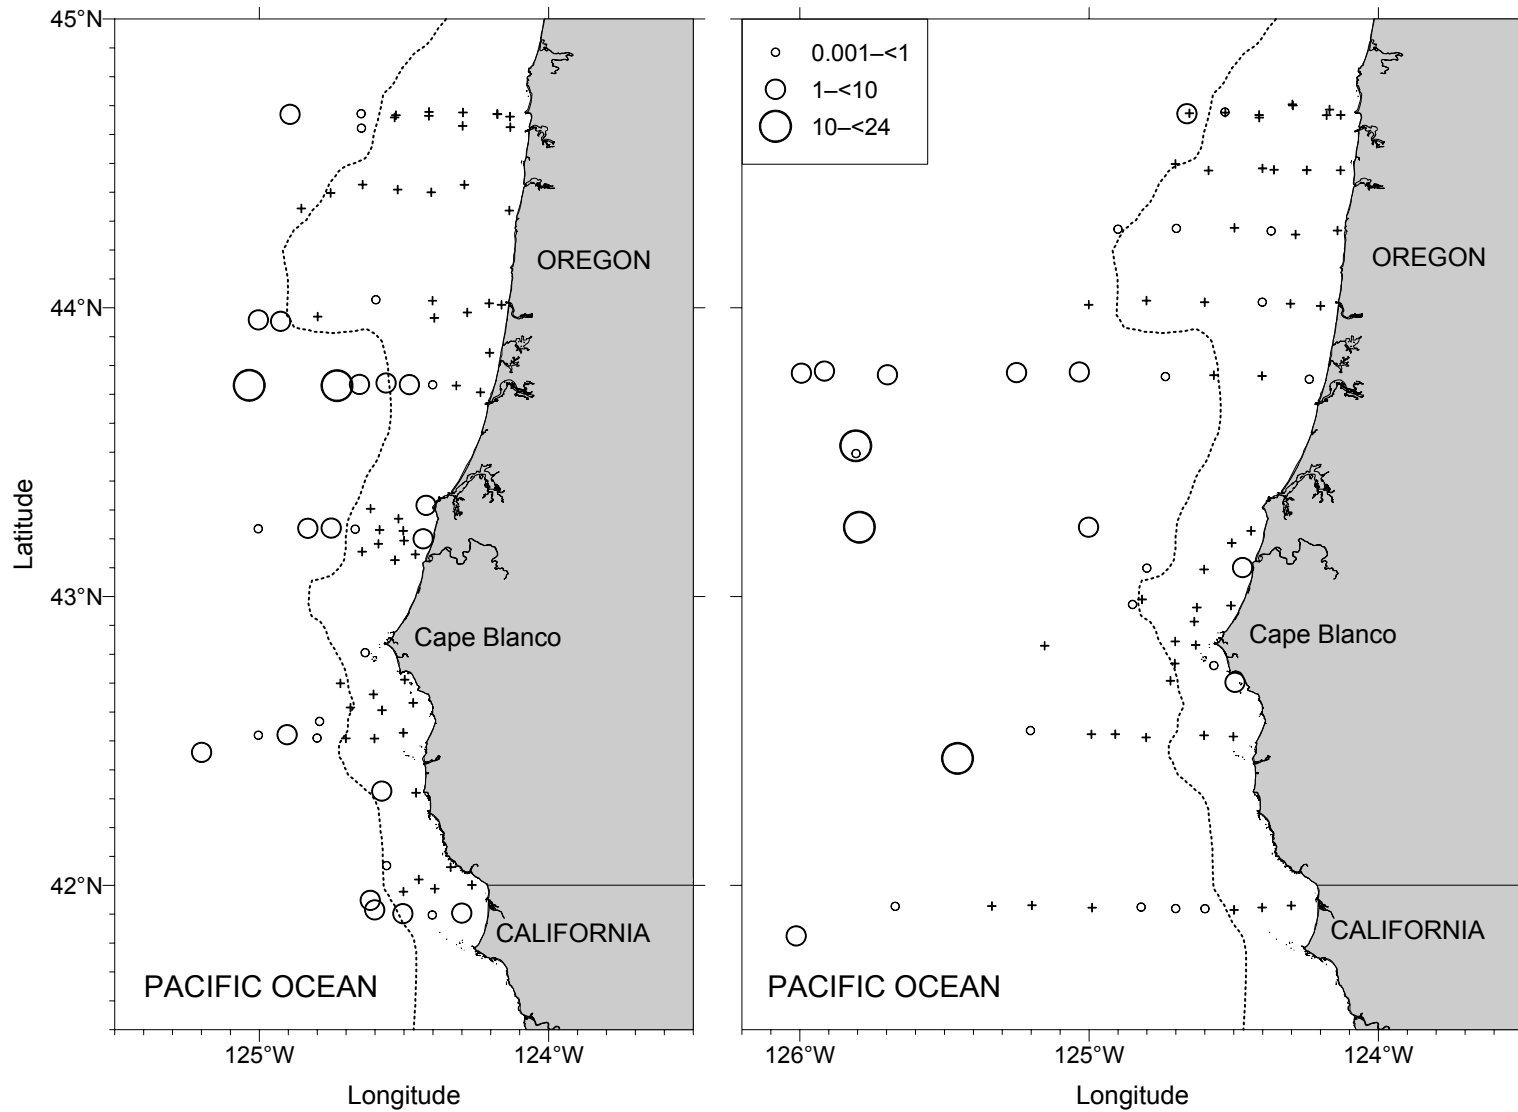 45°N
44°N
43°N
42°N
Latitude
OREGON
Cape Blanco
CALIFORNIA
PACIFIC OCEAN
125°W
124°W
Longitude
0.001–<1
1–<10
10–<24
OREGON
Cape Blanco
CALIFORNIA
PACIFIC OCEAN
126°W
125°W
124°W
Longitude